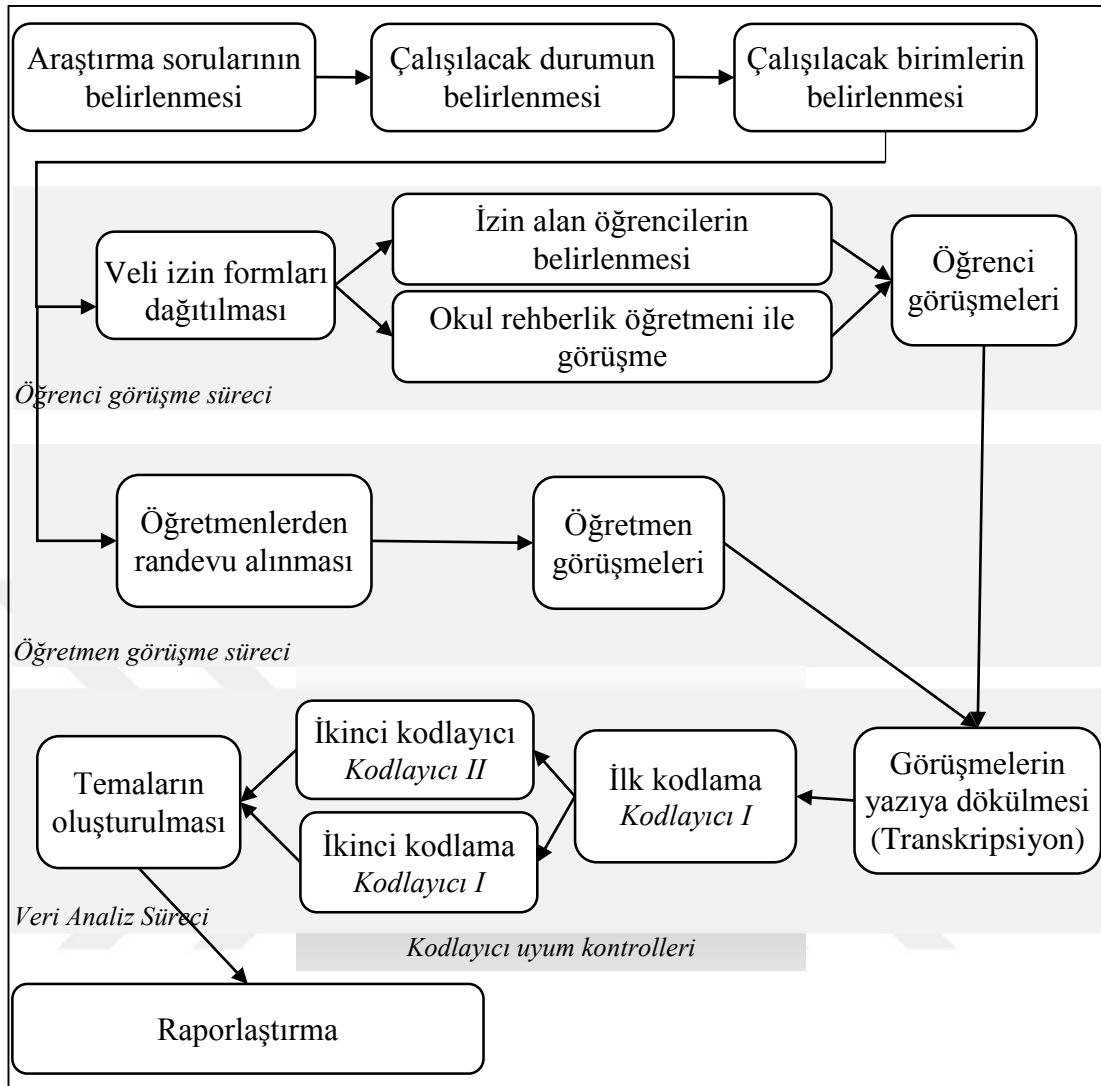 Araştırma sorularının
belirlenmesi
Çalışılacak durumun
belirlenmesi
Çalışılacak birimlerin
belirlenmesi
Veli izin formları
dağıtılması
İzin alan öğrencilerin
belirlenmesi
Okul rehberlik öğretmeni ile
görüşme
Öğrenci
görüşmeleri
Öğrenci görüşme süreci
Öğretmenlerden
randevu alınması
Öğretmen
görüşmeleri
Öğretmen görüşme süreci
Görüşmelerin
yazıya dökülmesi
(Transkripsiyon)
İlk kodlama
Kodlayıcı I
İkinci kodlayıcı
Kodlayıcı II
İkinci kodlama
Kodlayıcı I
Temaların
oluşturulması
Veri Analiz Süreci
Kodlayıcı uyum kontrolleri
Raporlaştırma